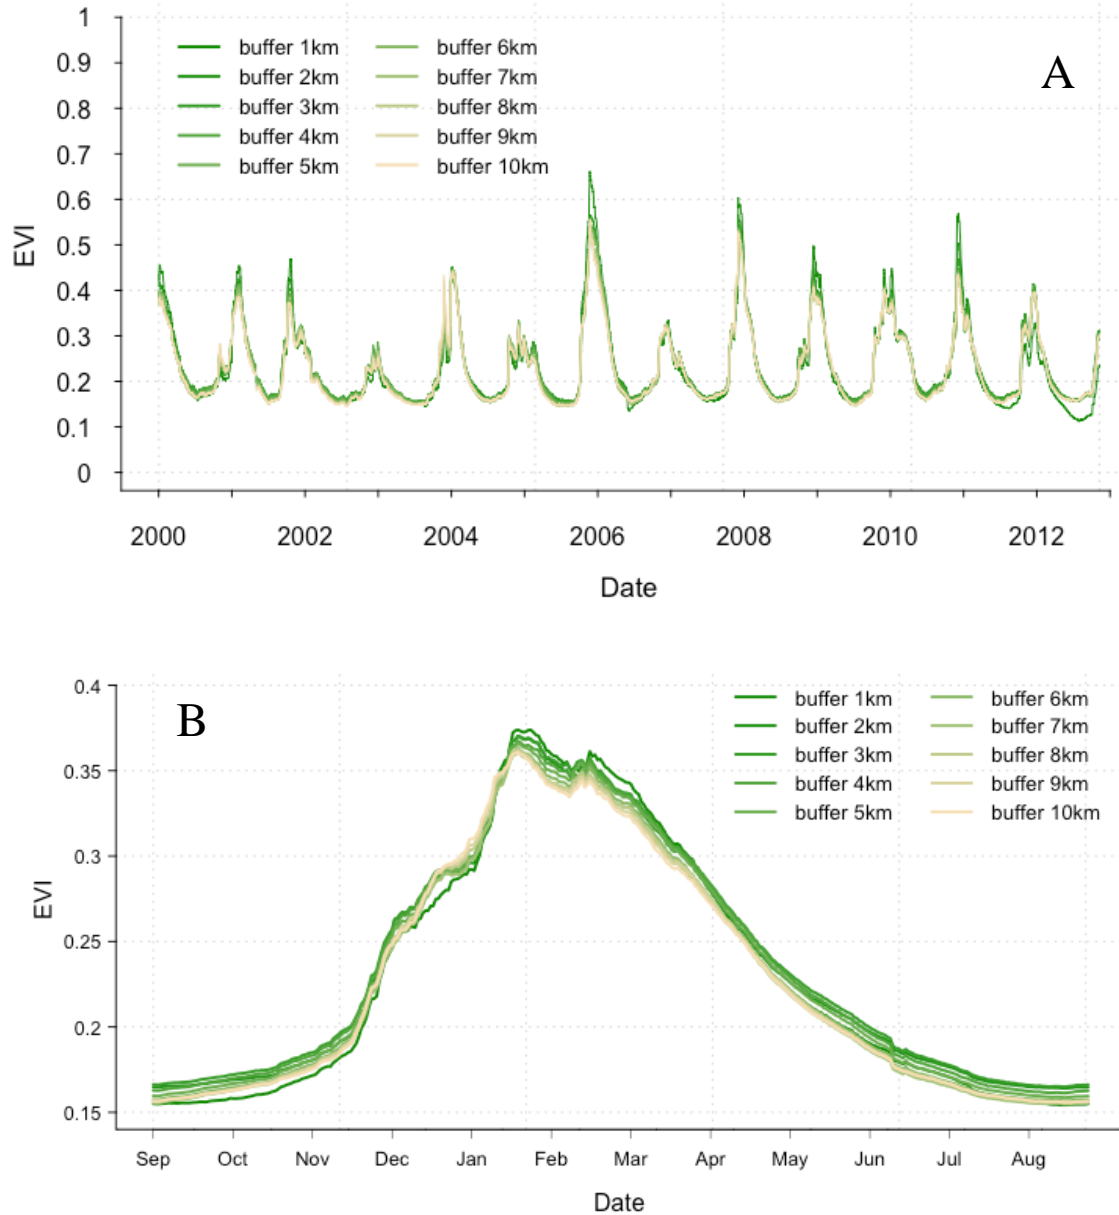 1
0.9
0.8
0.7
0.6
0.5
0.4
0.3
0.2
0.1
0
EVI
buffer 1km buffer 6km
buffer 2km buffer 7km
buffer 3km buffer 8km
buffer 4km buffer 9km
buffer 5km buffer 10km
A
2000 2002 2004 2006 2008 2010 2012
Date
0.4
0.35
0.3
0.25
0.2
0.15
EVI
B
buffer 1km buffer 6km
buffer 2km buffer 7km
buffer 3km buffer 8km
buffer 4km buffer 9km
buffer 5km buffer 10km
Sep Oct Nov Dec Jan Feb Mar Apr May Jun Jul Aug
Date